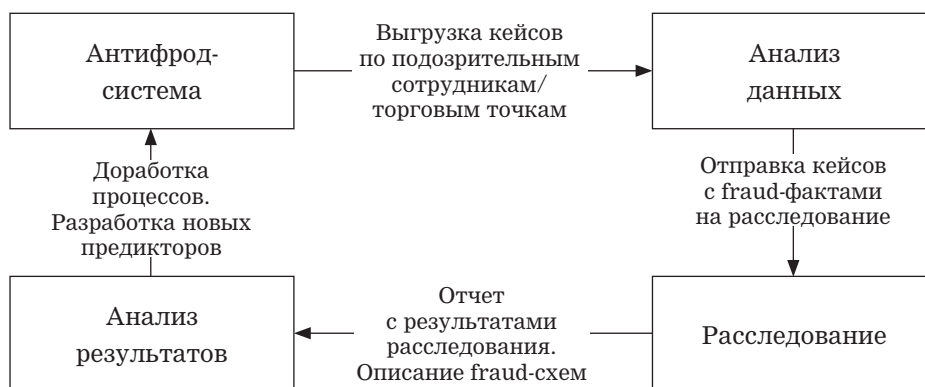 Антифрод-
система
Выгрузка кейсов
по подозрительным
сотрудникам/
торговым точкам
Анализ
данных
Отправка кейсов
с fraud-фактами
на расследование
Расследование
Отчет
с результатами
расследования.
Описание fraud-схем
Анализ
результатов
Доработка
процессов.
Разработка новых
предикторов